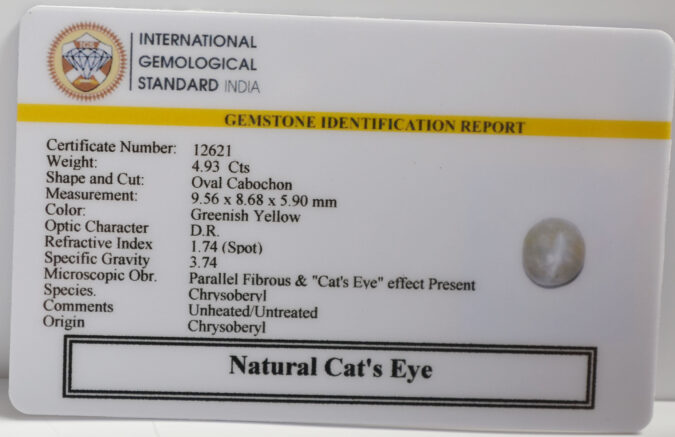 IGS
INTERNATIONAL
GEMOLOGICAL
STANDARD INDIA
GEMSTONE IDENTIFICATION REPORT
Certificate Number: 12621
Weight: 4.93 Cts
Shape and Cut: Oval Cabochon
Measurement: 9.56 x 8.68 x 5.90 mm
Color: Greenish Yellow
Optic Character D.R.
Refractive Index 1.74 (Spot)
Specific Gravity 3.74
Microscopic Obr. Parallel Fibrous & "Cat's Eye" effect Present
Species. Chrysoberyl
Comments Unheated/Untreated
Origin Chrysoberyl
Natural Cat's Eye